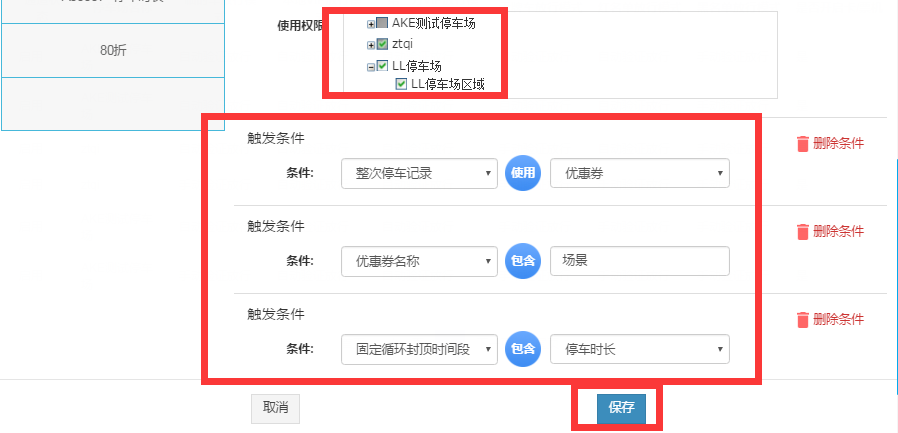 80折
使用权限
AKE测试停车场
ztqi
LL停车场
LL停车场区域
触发条件
删除条件
条件: 整次停车记录 使用 优惠券
触发条件
删除条件
条件: 优惠券名称 包含 场景
触发条件
删除条件
条件: 固定循环封顶时间段 包含 停车时长
取消 保存